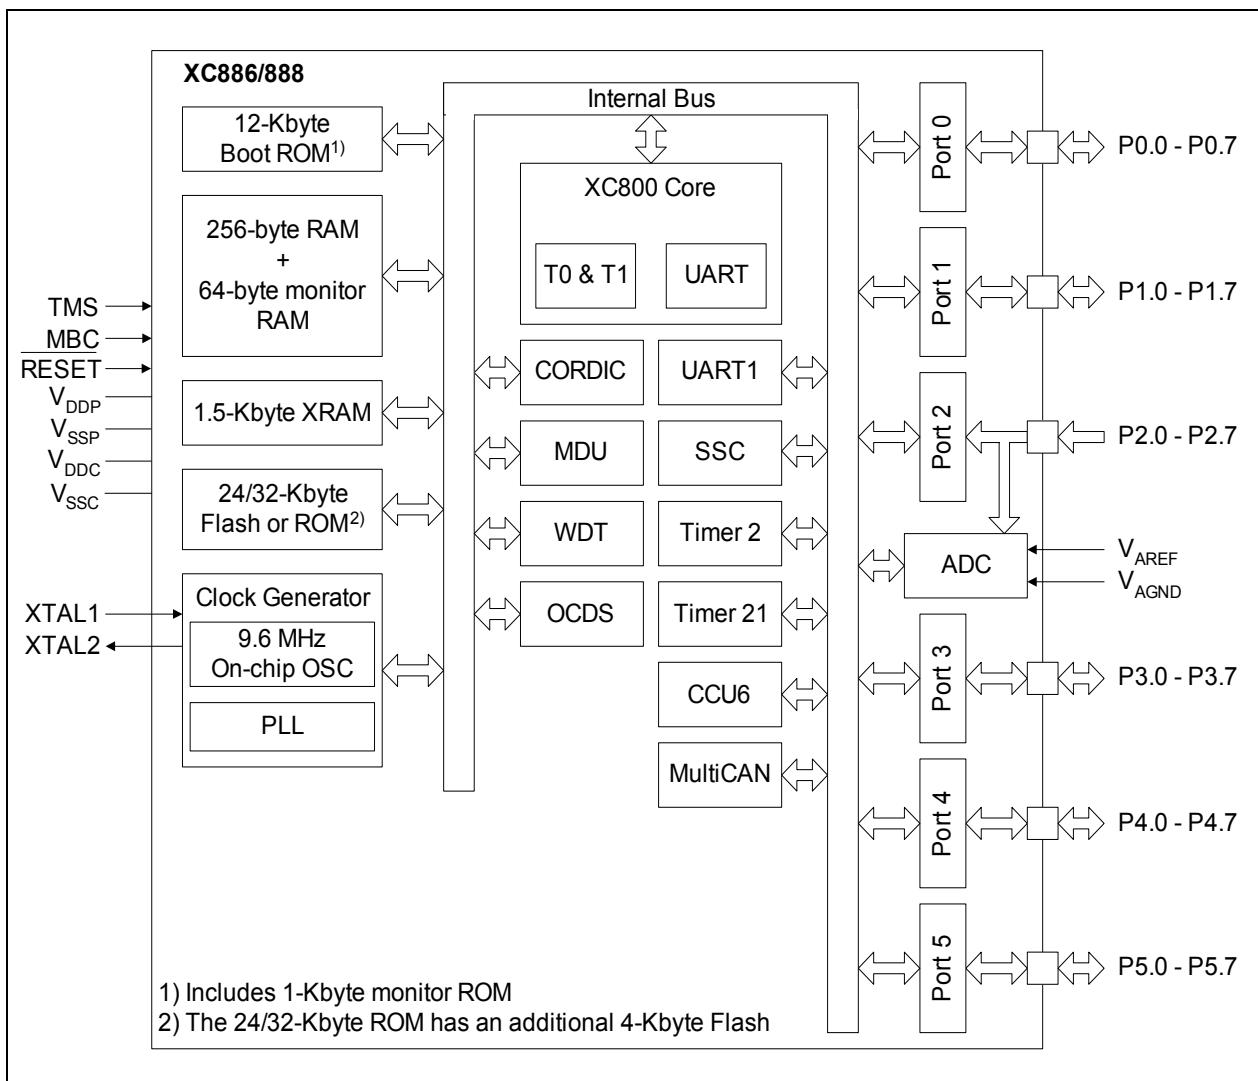 XC886/888
Internal Bus
12-Kbyte
Boot ROM1)
256-byte RAM
+
64-byte monitor
RAM
1.5-Kbyte XRAM
24/32-Kbyte
Flash or ROM2)
Clock Generator
9.6 MHz
On-chip OSC
PLL
TMS
MBC
RESET
VDDP
VSSP
VDDC
VSSC
XTAL1
XTAL2
XC800 Core
T0 & T1
UART
CORDIC
UART1
MDU
SSC
WDT
Timer 2
OCDS
Timer 21
CCU6
MultiCAN
Port 0
P0.0 - P0.7
Port 1
P1.0 - P1.7
Port 2
P2.0 - P2.7
ADC
VAREF
VAGND
Port 3
P3.0 - P3.7
Port 4
P4.0 - P4.7
Port 5
P5.0 - P5.7
1) Includes 1-Kbyte monitor ROM
2) The 24/32-Kbyte ROM has an additional 4-Kbyte Flash